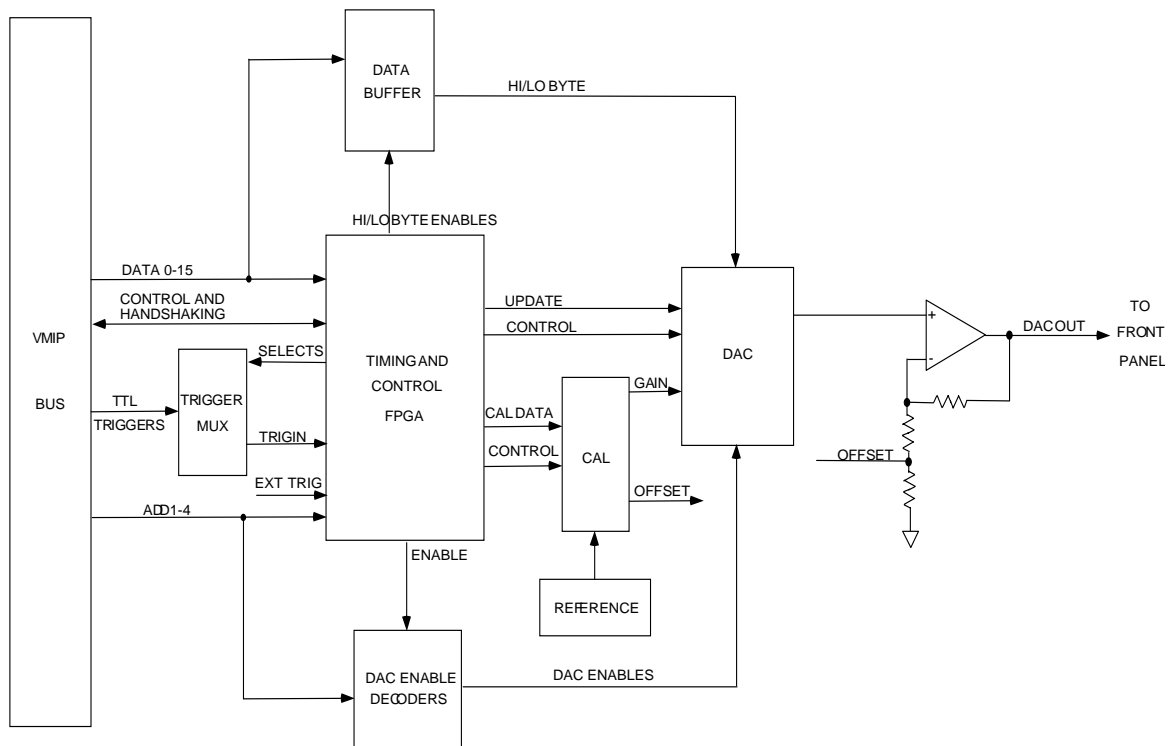 DATA
BUFFER
HI/LO BYTE
HI/LO BYTE ENABLES
VMIP
BUS
DATA 0-15
CONTROL AND
HANDSHAKING
SELECTS
TTL
TRIGGERS
TRIGGER
MUX
TRIGIN
EXT TRIG
ADD1-4
TIMING AND
CONTROL
FPGA
UPDATE
CONTROL
CAL DATA
CONTROL
CAL
GAIN
OFFSET
REFERENCE
ENABLE
DAC ENABLE
DECODERS
DAC ENABLES
DAC
+
-
OFFSET
DACOUT
TO
FRONT
PANEL